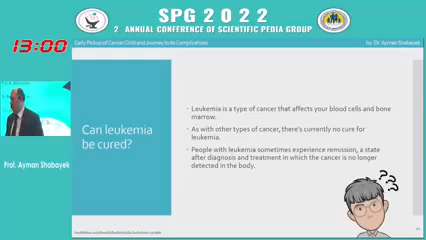 SPG 2022
2 ANNUAL CONFERENCE OF SCIENTIFIC PEDIA GROUP
13:00
Early Pickup of Cancer Child and Journey to its Complications
by: Dr. Ayman Shabayek
Can leukemia
be cured?
Leukemia is a type of cancer that affects your blood cells and bone
marrow.
As with other types of cancer, there's currently no cure for
leukemia.
People with leukemia sometimes experience remission, a state
after diagnosis and treatment in which the cancer is no longer
detected in the body.
???
Prof. Ayman Shabayek